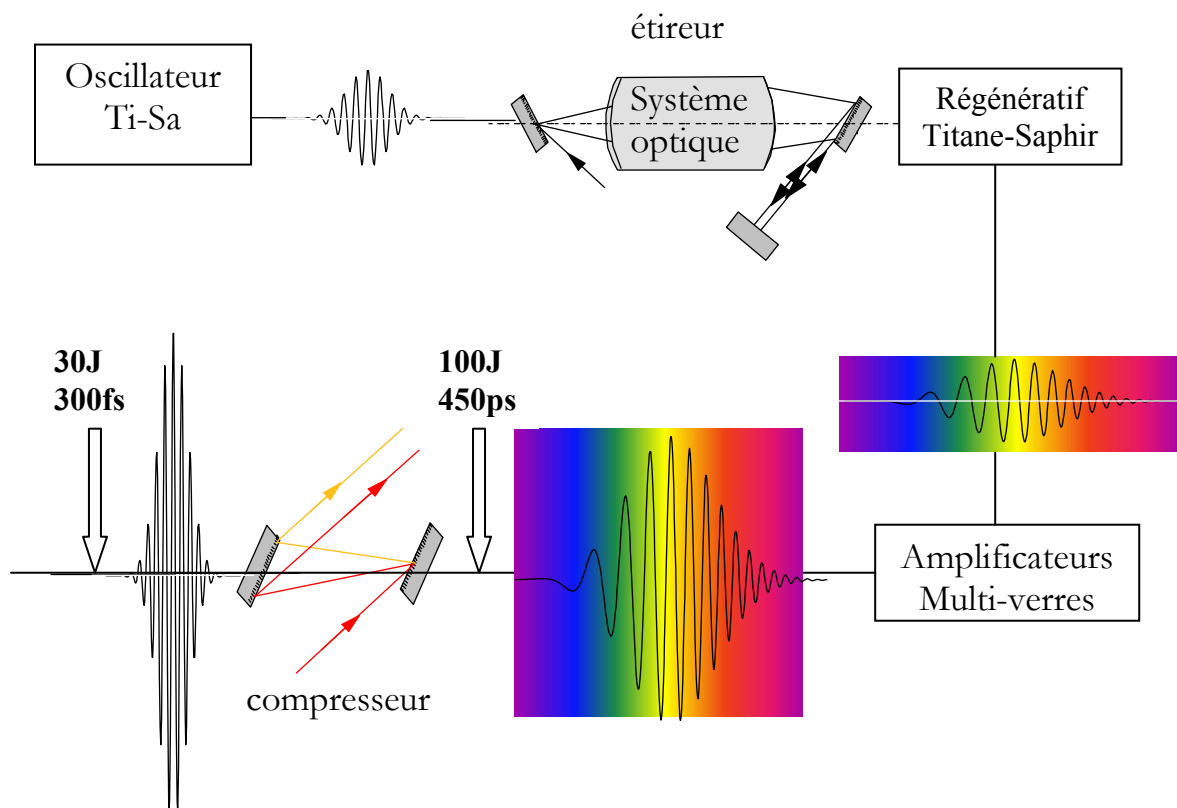 étireur
Oscillateur
Ti-Sa
Système
optique
Régénératif
Titane-Saphir
30J
300fs
100J
450ps
Amplificateurs
Multi-verres
compresseur